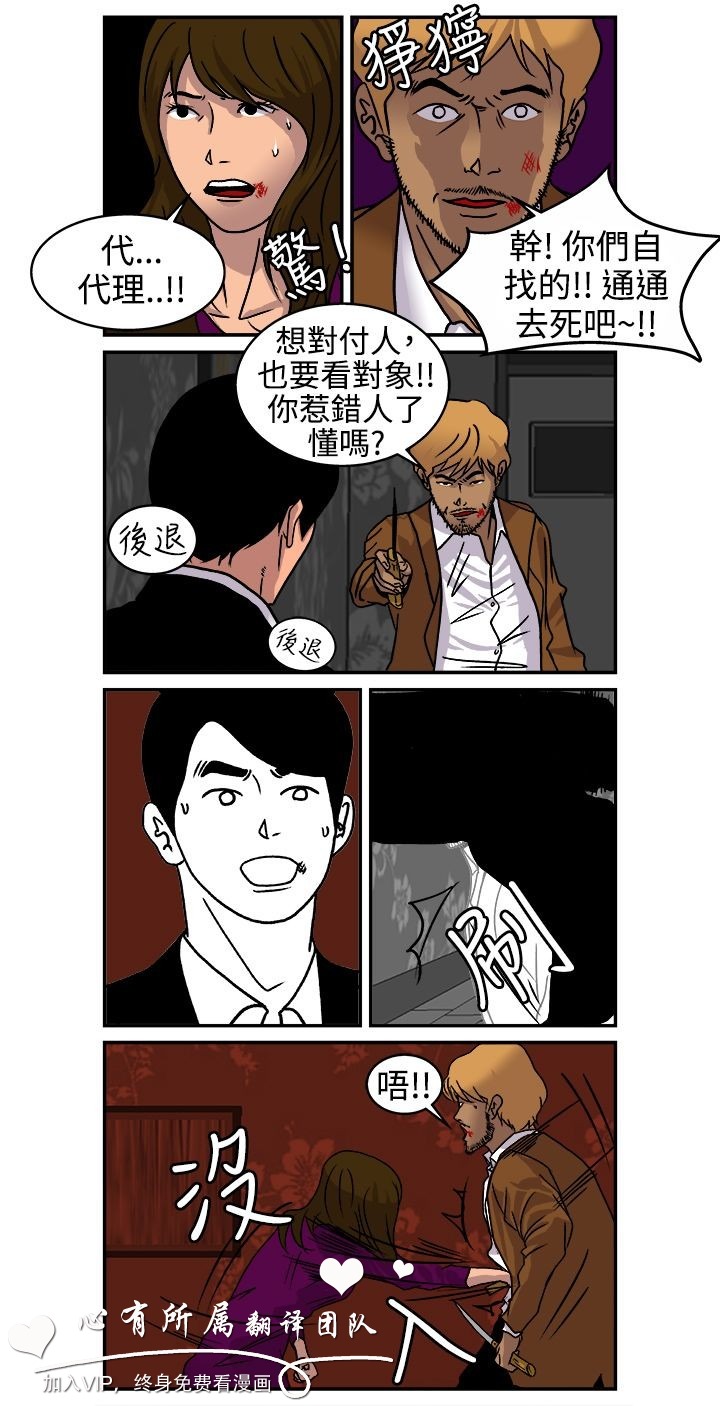 猙獰
代...
代理..!!
驚!
幹! 你們自
找的!! 通通
去死吧~!!
想對付人，
也要看對象!!
你惹錯人了
懂嗎?
後退
後退
刷
唔!!
沒
入
心有所属翻译团队
加入VIP，终身免费看漫画